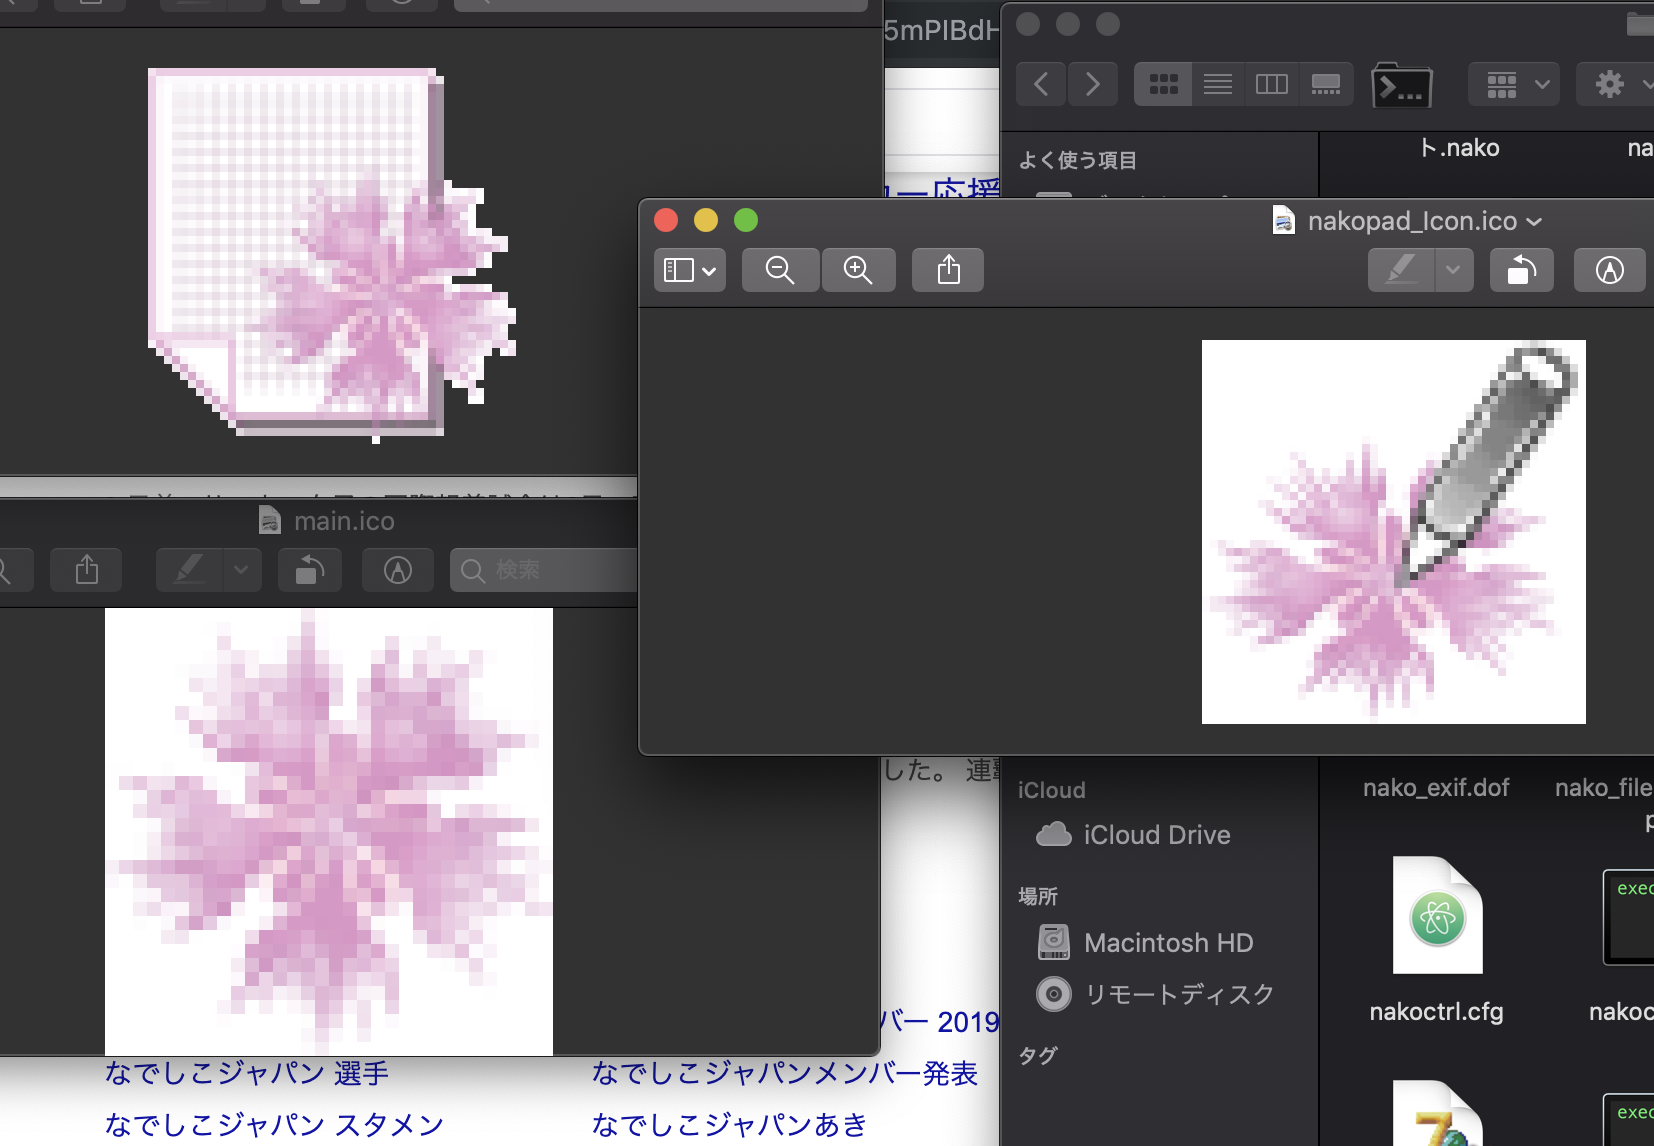 5mPIBdH
ト.nako
よく使う項目
ー応援
nakopad_Icon.ico
main.ico
検索
した。 連
iCloud
iCloud Drive
nako_exif.dof
nako_file
場所
Macintosh HD
exec
リモートディスク
nakoctrl.cfg
バー 2019
タグ
なでしこジャパン 選手
なでしこジャパンメンバー発表
exec
なでしこジャパン スタメン
なでしこジャパンあき